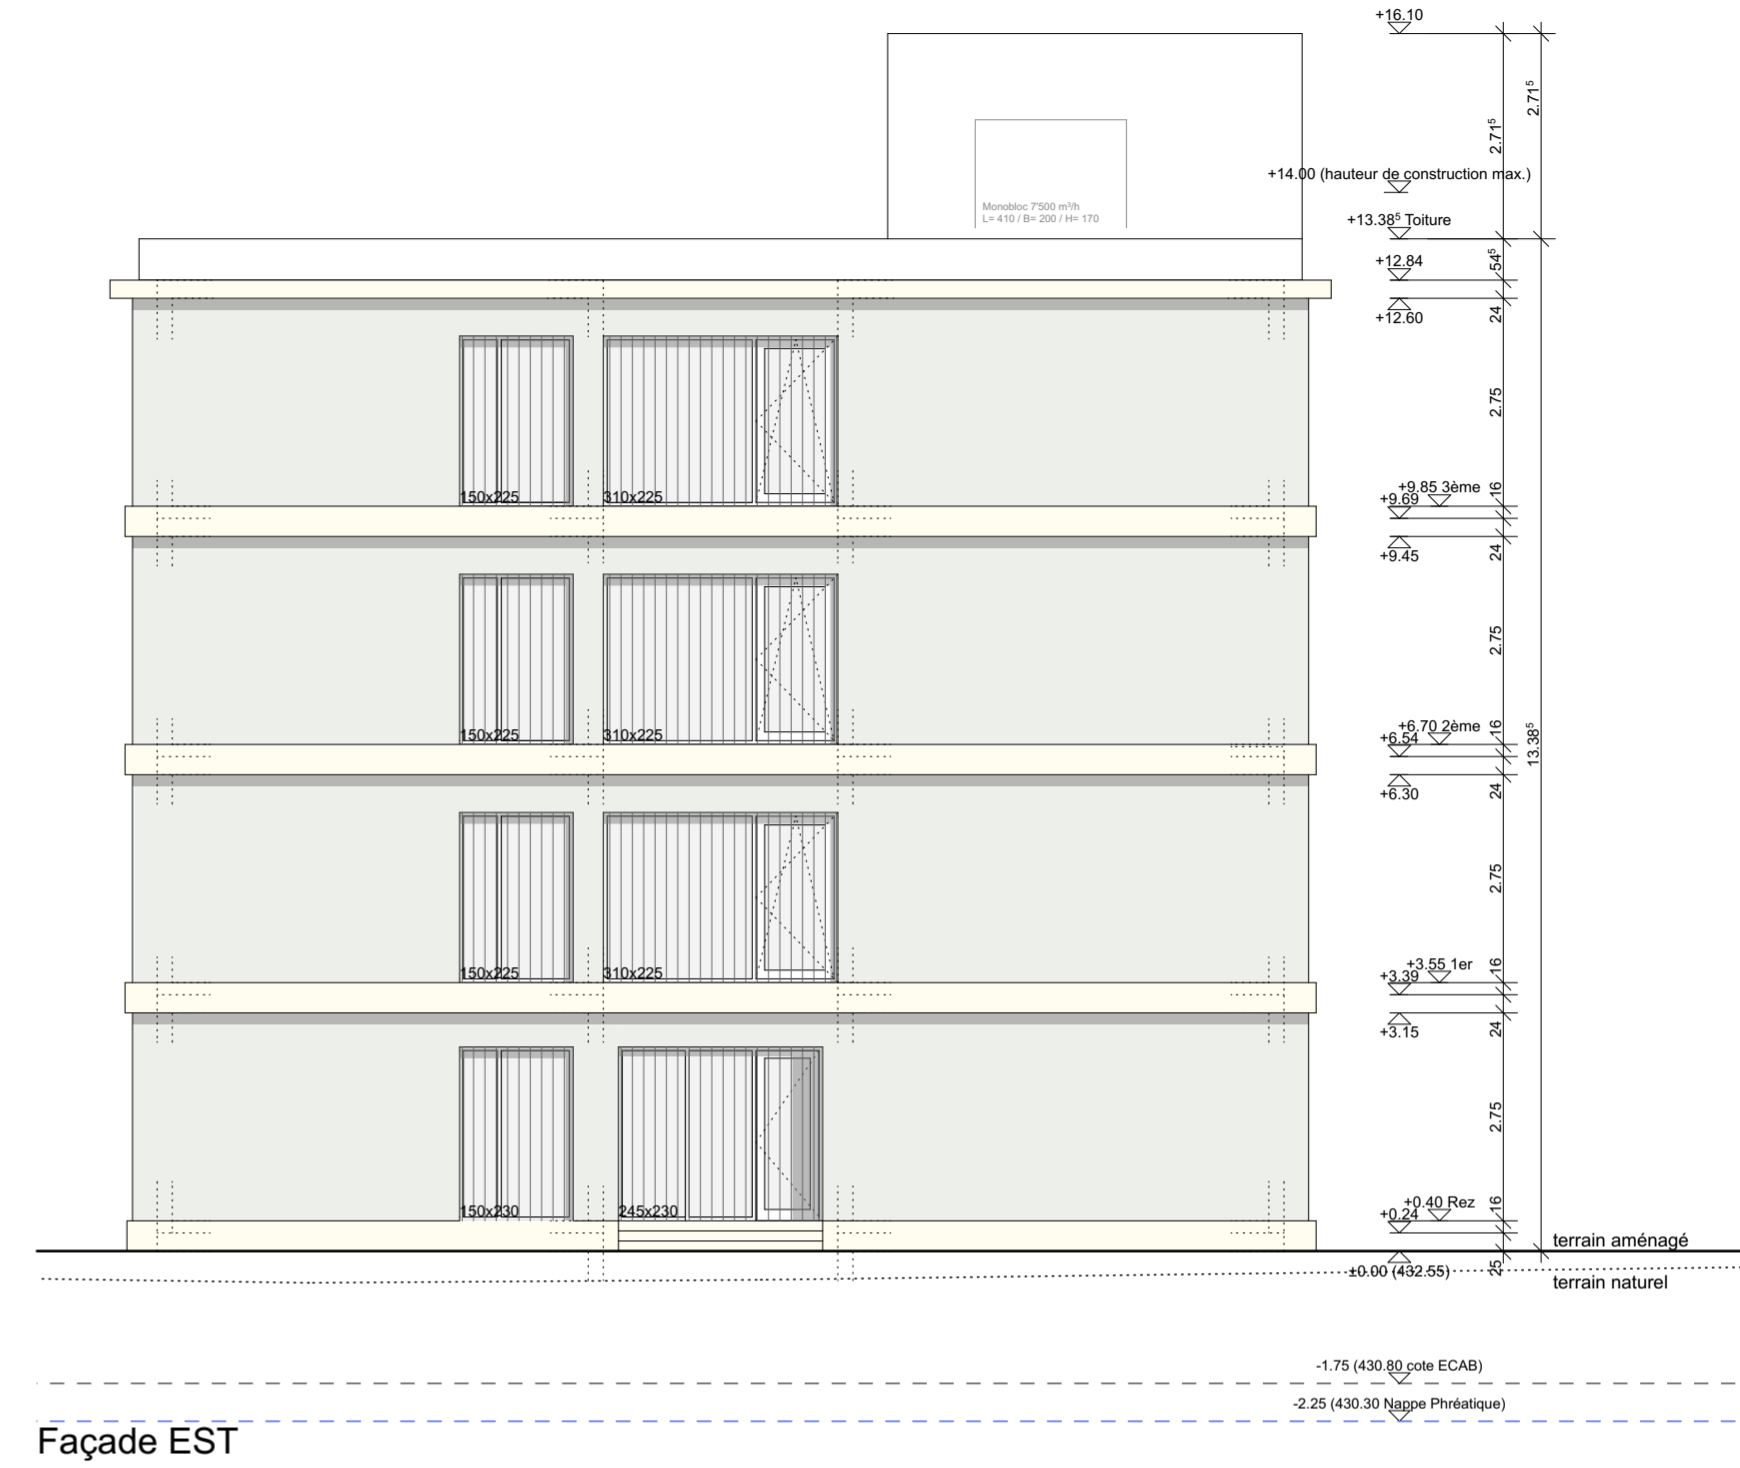 +16.10
2.71⁵
2.71⁵
+14.00 (hauteur de construction max.)
Monobloc 7'500 m³/h
L= 410 / B= 200 / H= 170
+13.38⁵ Toiture
+12.84
54⁵
+12.60
24
2.75
150x225
310x225
+9.85 3ème
+9.69
16
+9.45
24
2.75
150x225
310x225
+6.70 2ème
+6.54
16
13.38⁵
+6.30
24
2.75
150x225
310x225
+3.55 1er
+3.39
16
+3.15
24
2.75
150x230
245x230
+0.40 Rez
+0.24
16
terrain aménagé
±0.00 (432.55)
25
terrain naturel
-1.75 (430.80 cote ECAB)
-2.25 (430.30 Nappe Phréatique)
Façade EST